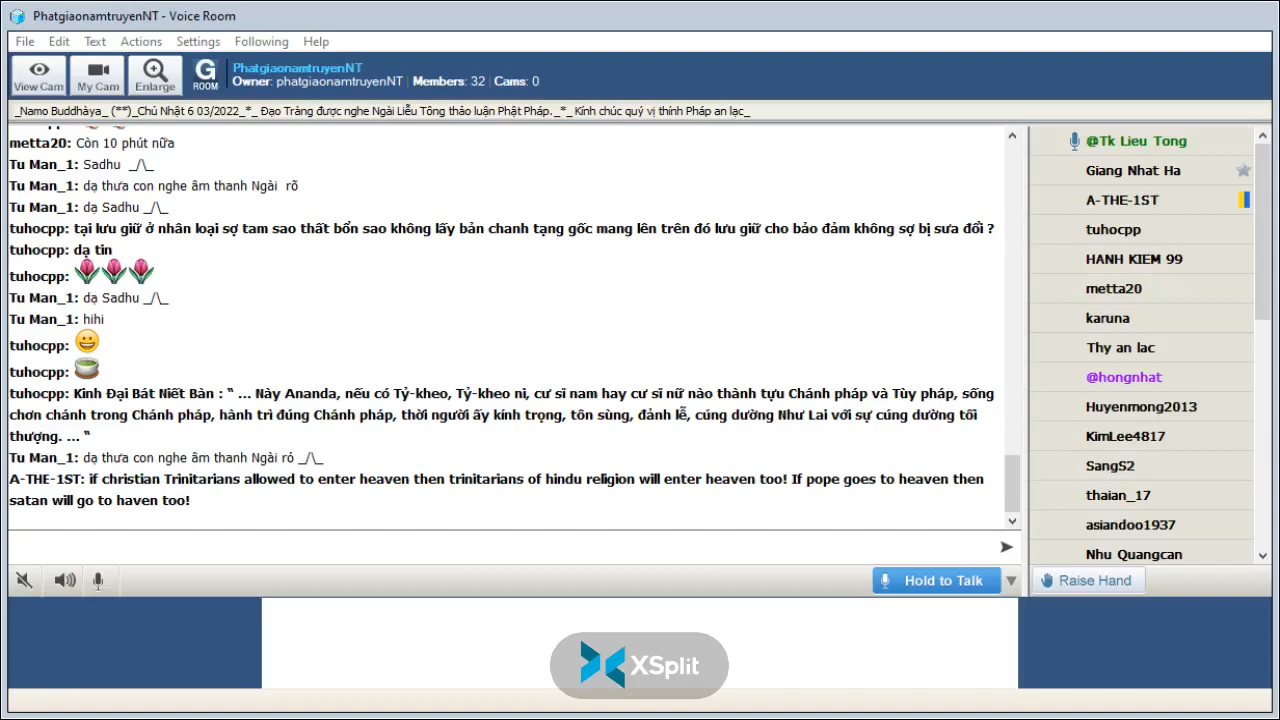 PhatgiaonamtruyenNT - Voice Room
File Edit Text Actions Settings Following Help
View Cam My Cam Enlarge G ROOM
PhatgiaonamtruyenNT
Owner: phatgiaonamtruyenNT | Members: 32 | Cams: 0
_Namo Buddhàya_ (**)_Chủ Nhật 6 03/2022_*_ Đạo Tràng được nghe Ngài Liễu Tông thảo luận Phật Pháp._*_ Kính chúc quý vị thính Pháp an lạc_
metta20: Còn 10 phút nữa
Tu Man_1: Sadhu _/\_
Tu Man_1: dạ thưa con nghe âm thanh Ngài rõ
Tu Man_1: dạ Sadhu _/\_
tuhocpp: tại lưu giữ ở nhân loại sợ tam sao thất bổn sao không lấy bản chanh tạng gốc mang lên trên đó lưu giữ cho bảo đảm không sợ bị sưa đổi ?
tuhocpp: dạ tin
tuhocpp:
Tu Man_1: dạ Sadhu _/\_
Tu Man_1: hihi
tuhocpp:
tuhocpp:
tuhocpp: Kinh Đại Bát Niết Bàn : “ ... Này Ananda, nếu có Tỷ-kheo, Tỷ-kheo ni, cư sĩ nam hay cư sĩ nữ nào thành tựu Chánh pháp và Tùy pháp, sống
chơn chánh trong Chánh pháp, hành trì đúng Chánh pháp, thời người ấy kính trọng, tôn sùng, đảnh lễ, cúng dường Như Lai với sự cúng dường tối
thượng. ... “
Tu Man_1: dạ thưa con nghe âm thanh Ngài rỏ _/\_
A-THE-1ST: if christian Trinitarians allowed to enter heaven then trinitarians of hindu religion will enter heaven too! If pope goes to heaven then
satan will go to haven too!
@Tk Lieu Tong
Giang Nhat Ha
A-THE-1ST
tuhocpp
HANH KIEM 99
metta20
karuna
Thy an lac
@hongnhat
Huyenmong2013
KimLee4817
SangS2
thaian_17
asiandoo1937
Nhu Quangcan
Hold to Talk
Raise Hand
XSplit